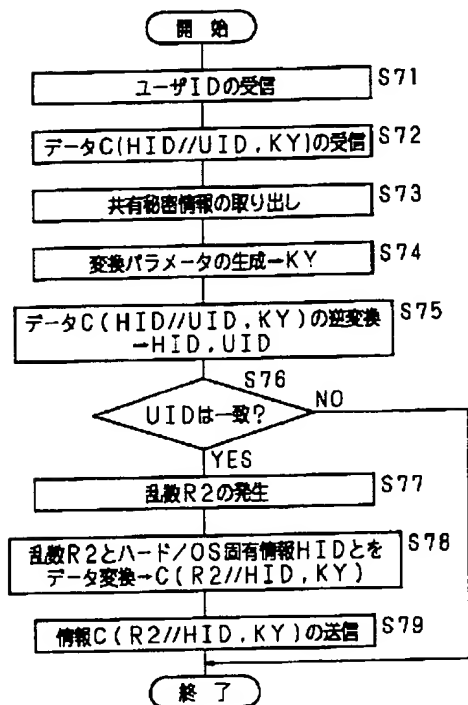 開 始
ユーザIDの受信 S71
データC(HID//UID,KY)の受信 S72
共有秘密情報の取り出し S73
変換パラメータの生成→KY S74
データC(HID//UID,KY)の逆変換 S75
→HID,UID
S76
UIDは一致? NO
YES
乱数R2の発生 S77
乱数R2とハード/OS固有情報HIDとを S78
データ変換→C(R2//HID,KY)
情報C(R2//HID,KY)の送信 S79
終 了